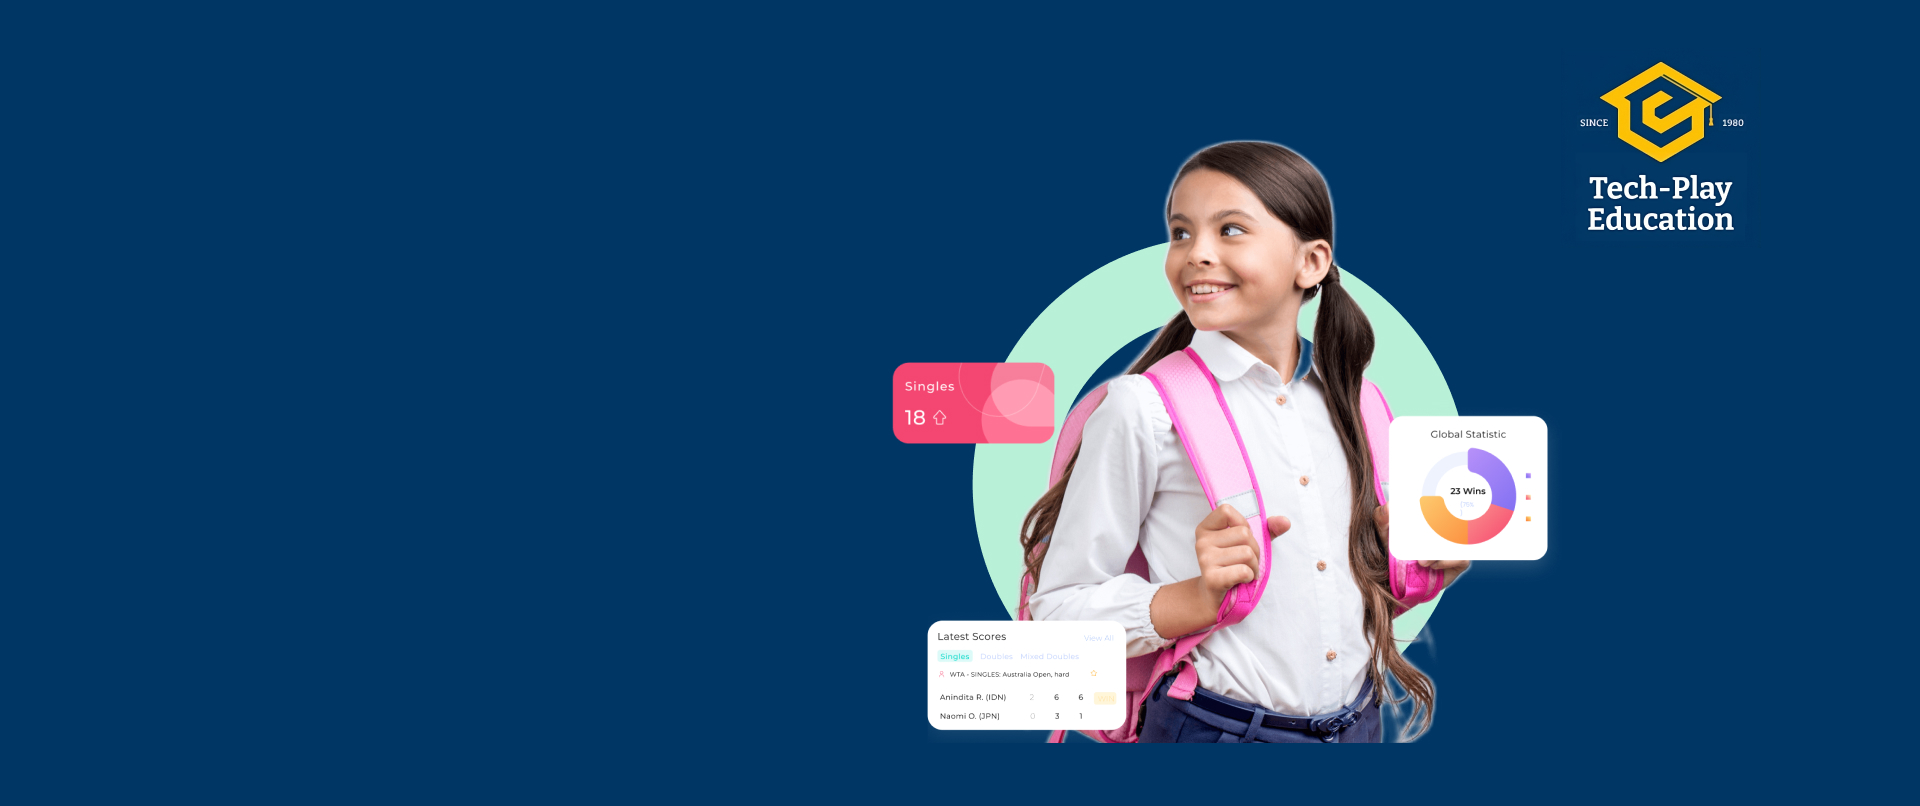 SINCE 1980
Tech-Play
Education
Singles
18
Global Statistic
23 Wins
Latest Scores View All
Singles Doubles Mixed Doubles
WTA - SINGLES: Australia Open, hard
Anindita R. (IDN) 2 6 6
Naomi O. (JPN) 0 3 1